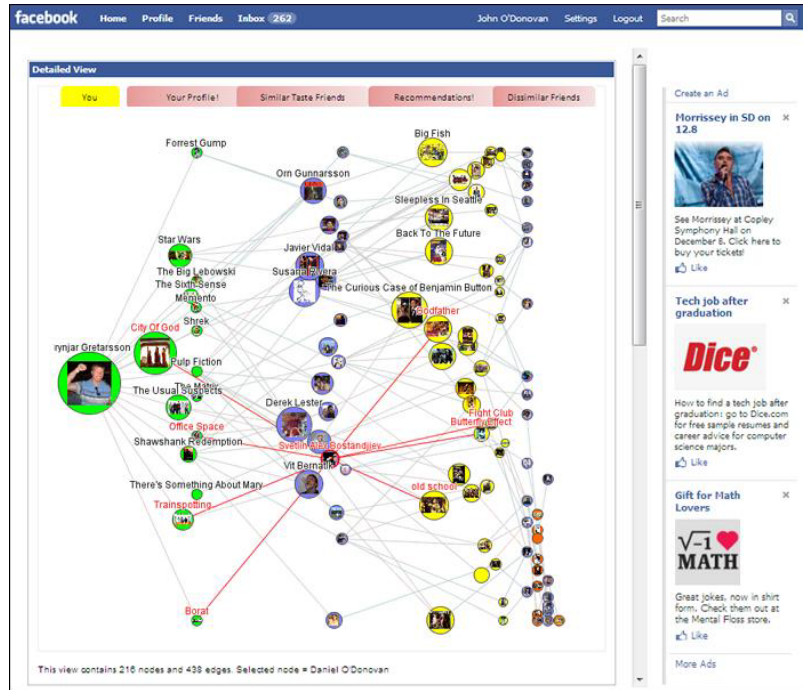 facebook Home Profile Friends Inbox 262 John O'Donovan Settings Logout Search
Detailed View
You Your Profile! Similar Taste Friends Recommendations! Dissimilar Friends
Forrest Gump
Big Fish
Orn Gunnarsson
Sleepless In Seattle
Star Wars
Back To The Future
Javier Vidal
The Big Lebowski
Susana Rivera
The Sixth Sense
The Curious Case of Benjamin Button
Memento
Godfather
Shrek
City Of God
rynjar Gretarsson
Pulp Fiction
The Matrix
The Usual Suspects
Derek Lester
Fight Club
Butterfly Effect
Office Space
Shawshank Redemption
Svetlin Alex Bostandjiev
Vit Bernatik
There's Something About Mary
old school
Trainspotting
Borat
This view contains 216 nodes and 438 edges. Selected node = Daniel O'Donovan
Create an Ad
Morrissey in SD on
12.8
See Morrissey at Copley
Symphony Hall on
December 8. Click here to
buy your tickets!
Like
Tech job after
graduation
Dice
How to find a tech job after
graduation: go to Dice.com
for free sample resumes and
career advice for computer
science majors.
Like
Gift for Math
Lovers
√-1 ♥
MATH
Great jokes, now in shirt
form. Check them out at
the Mental Floss store.
Like
More Ads